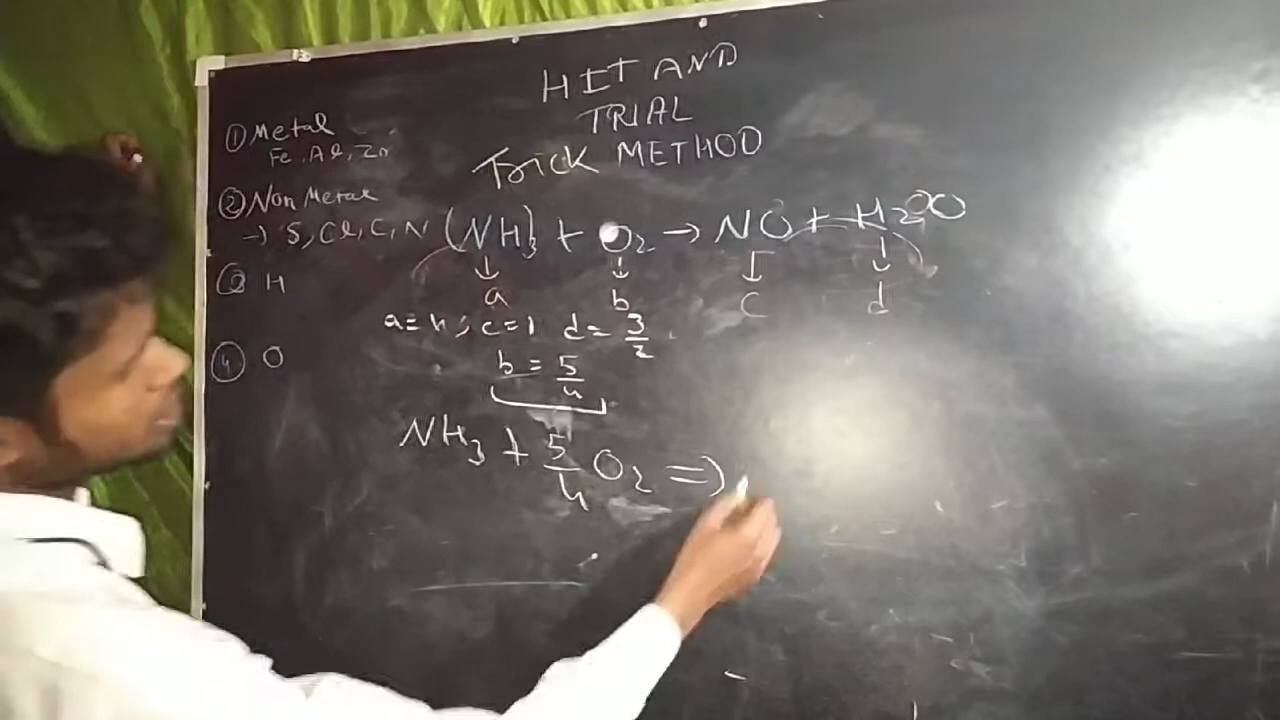 HIT AND
TRIAL
Trick METHOD
① Metal
Fe, Al, Zn
② Non Metal
→ S, Cl, C, N
③ H
④ O
(NH3 + O2 → NO + H2O
↓ ↓ ↓ ↓
a b c d
c=1 d= 3/2
b = 5/4
NH3 + 5/4 O2 =>